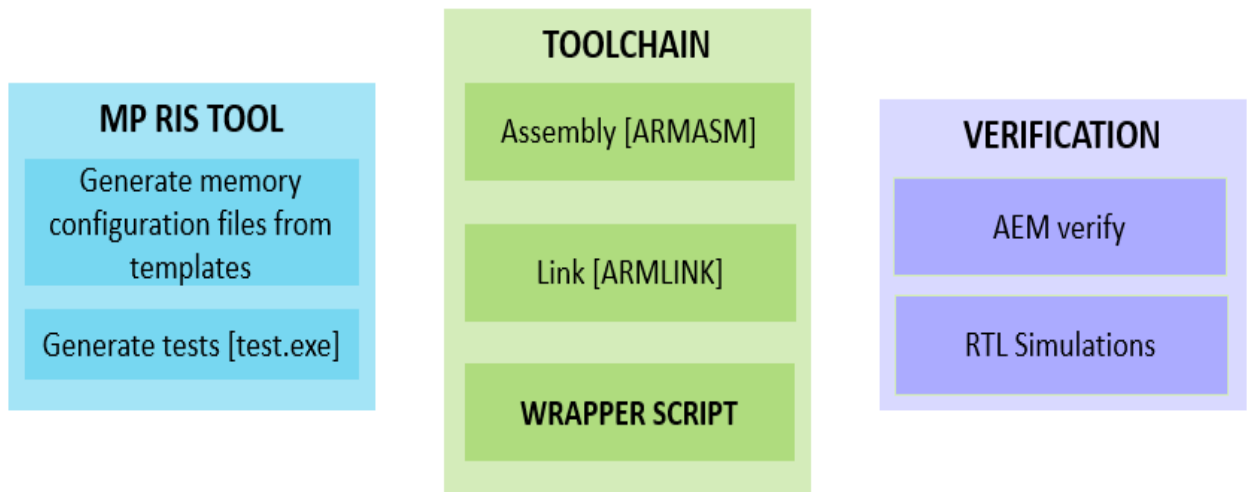 MP RIS TOOL
Generate memory
configuration files from
templates
Generate tests [test.exe]
TOOLCHAIN
Assembly [ARMASM]
Link [ARMLINK]
WRAPPER SCRIPT
VERIFICATION
AEM verify
RTL Simulations